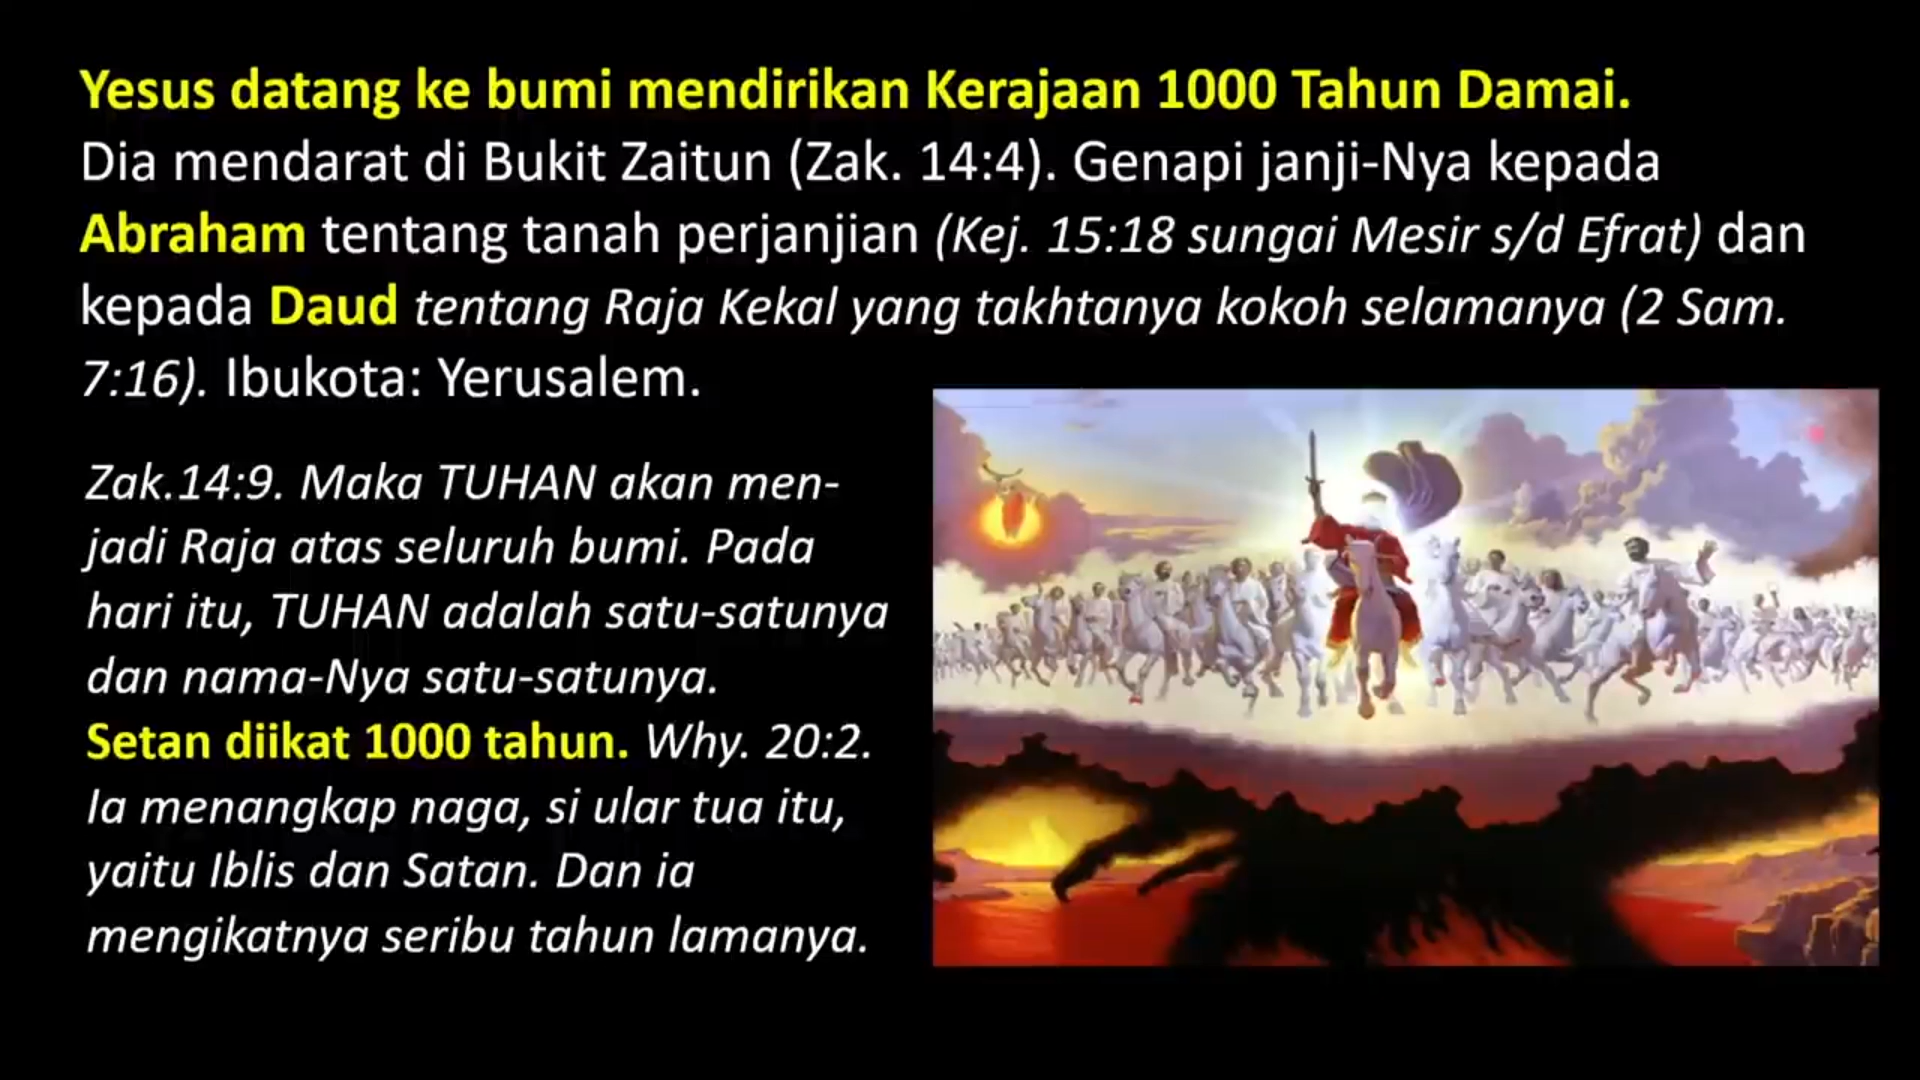 Yesus datang ke bumi mendirikan Kerajaan 1000 Tahun Damai.
Dia mendarat di Bukit Zaitun (Zak. 14:4). Genapi janji-Nya kepada
Abraham tentang tanah perjanjian (Kej. 15:18 sungai Mesir s/d Efrat) dan
kepada Daud tentang Raja Kekal yang takhtanya kokoh selamanya (2 Sam.
7:16). Ibukota: Yerusalem.
Zak.14:9. Maka TUHAN akan men-
jadi Raja atas seluruh bumi. Pada
hari itu, TUHAN adalah satu-satunya
dan nama-Nya satu-satunya.
Setan diikat 1000 tahun. Why. 20:2.
Ia menangkap naga, si ular tua itu,
yaitu Iblis dan Satan. Dan ia
mengikatnya seribu tahun lamanya.